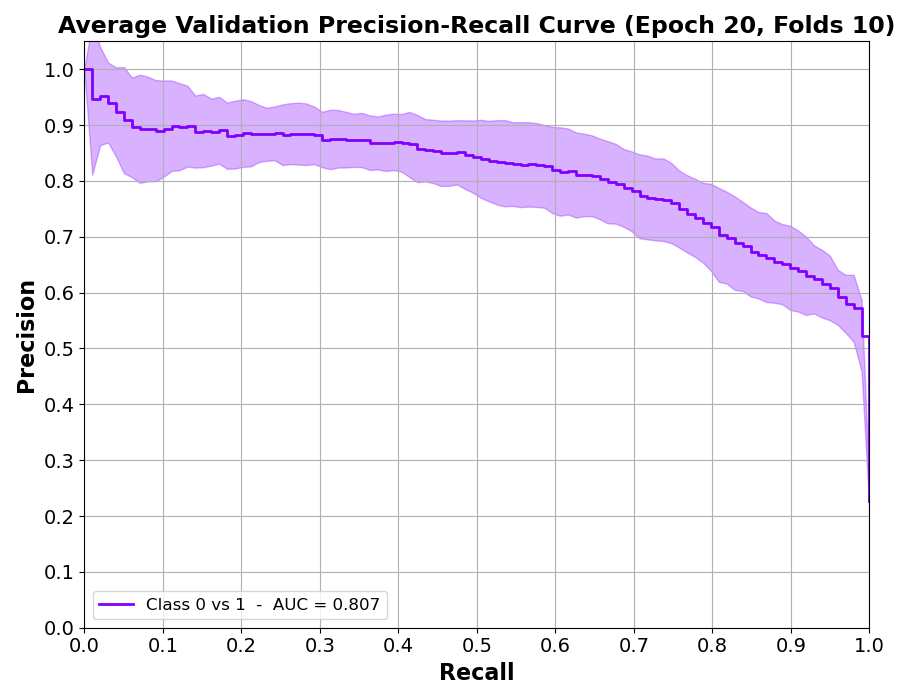 Average Validation Precision-Recall Curve (Epoch 20, Folds 10)
Precision
1.0
0.9
0.8
0.7
0.6
0.5
0.4
0.3
0.2
0.1
0.0
Class 0 vs 1 - AUC = 0.807
0.0 0.1 0.2 0.3 0.4 0.5 0.6 0.7 0.8 0.9 1.0
Recall